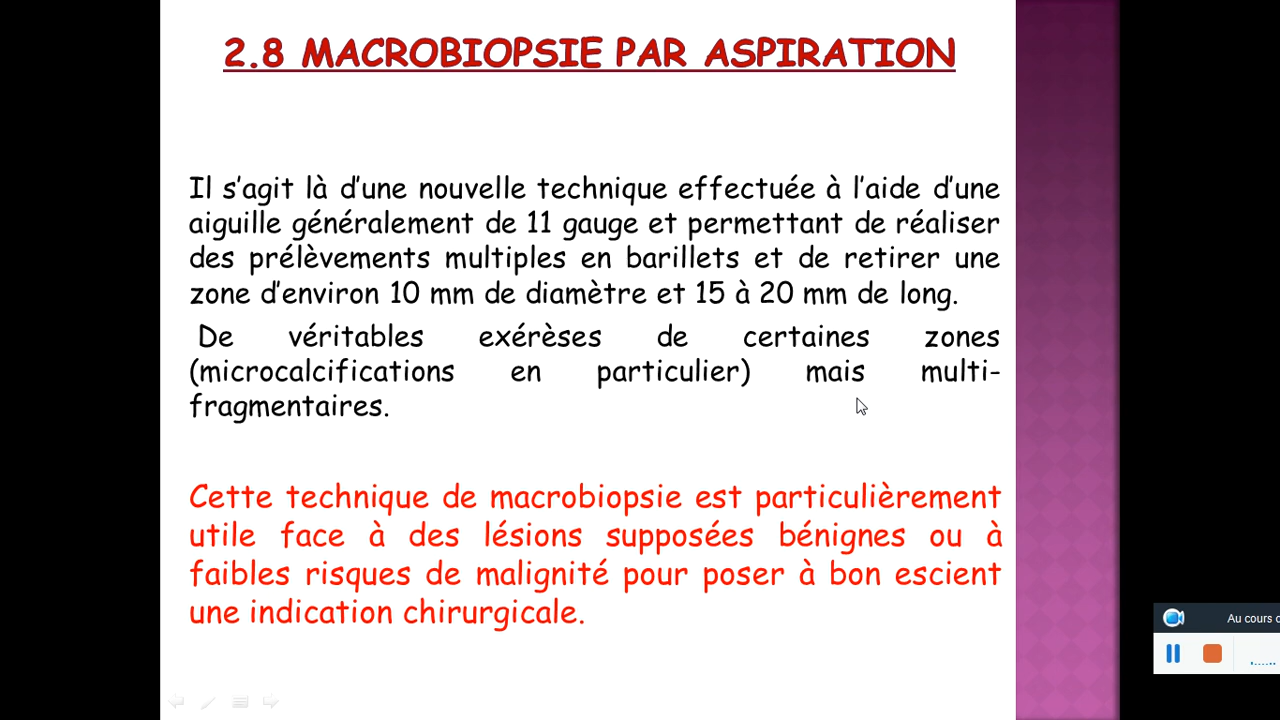 2.8 MACROBIOPSIE PAR ASPIRATION
Il s'agit là d'une nouvelle technique effectuée à l'aide d'une
aiguille généralement de 11 gauge et permettant de réaliser
des prélèvements multiples en barillets et de retirer une
zone d'environ 10 mm de diamètre et 15 à 20 mm de long.
De véritables exérèses de certaines zones
(microcalcifications en particulier) mais multi-
fragmentaires.
Cette technique de macrobiopsie est particulièrement
utile face à des lésions supposées bénignes ou à
faibles risques de malignité pour poser à bon escient
une indication chirurgicale.
Au cours